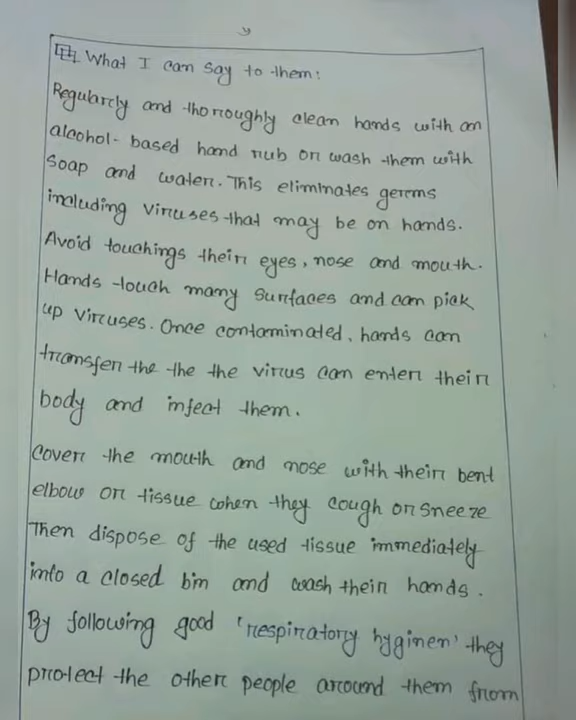 What I can say to them:
Regularly and thoroughly clean hands with an
alcohol-based hand rub or wash them with
soap and water. This eliminates germs
including viruses that may be on hands.
Avoid touchings their eyes, nose and mouth.
Hands touch many surfaces and can pick
up viruses. Once contaminated, hands can
transfer the the the virus can enter their
body and infect them.
Cover the mouth and nose with their bent
elbow or tissue when they cough or sneeze
Then dispose of the used tissue immediately
into a closed bin and wash their hands.
By following good 'respiratory hyginen' they
protect the other people around them from